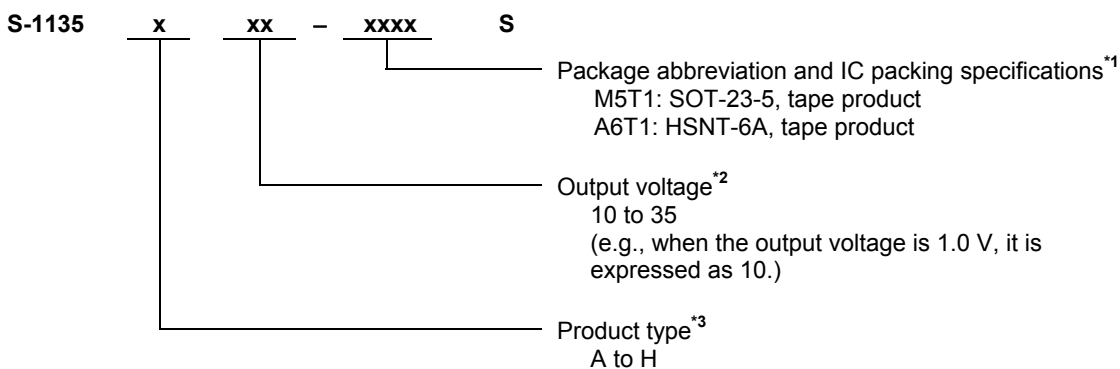 S-1135 x xx – xxxx S
Package abbreviation and IC packing specifications*1
M5T1: SOT-23-5, tape product
A6T1: HSNT-6A, tape product
Output voltage*2
10 to 35
(e.g., when the output voltage is 1.0 V, it is
expressed as 10.)
Product type*3
A to H